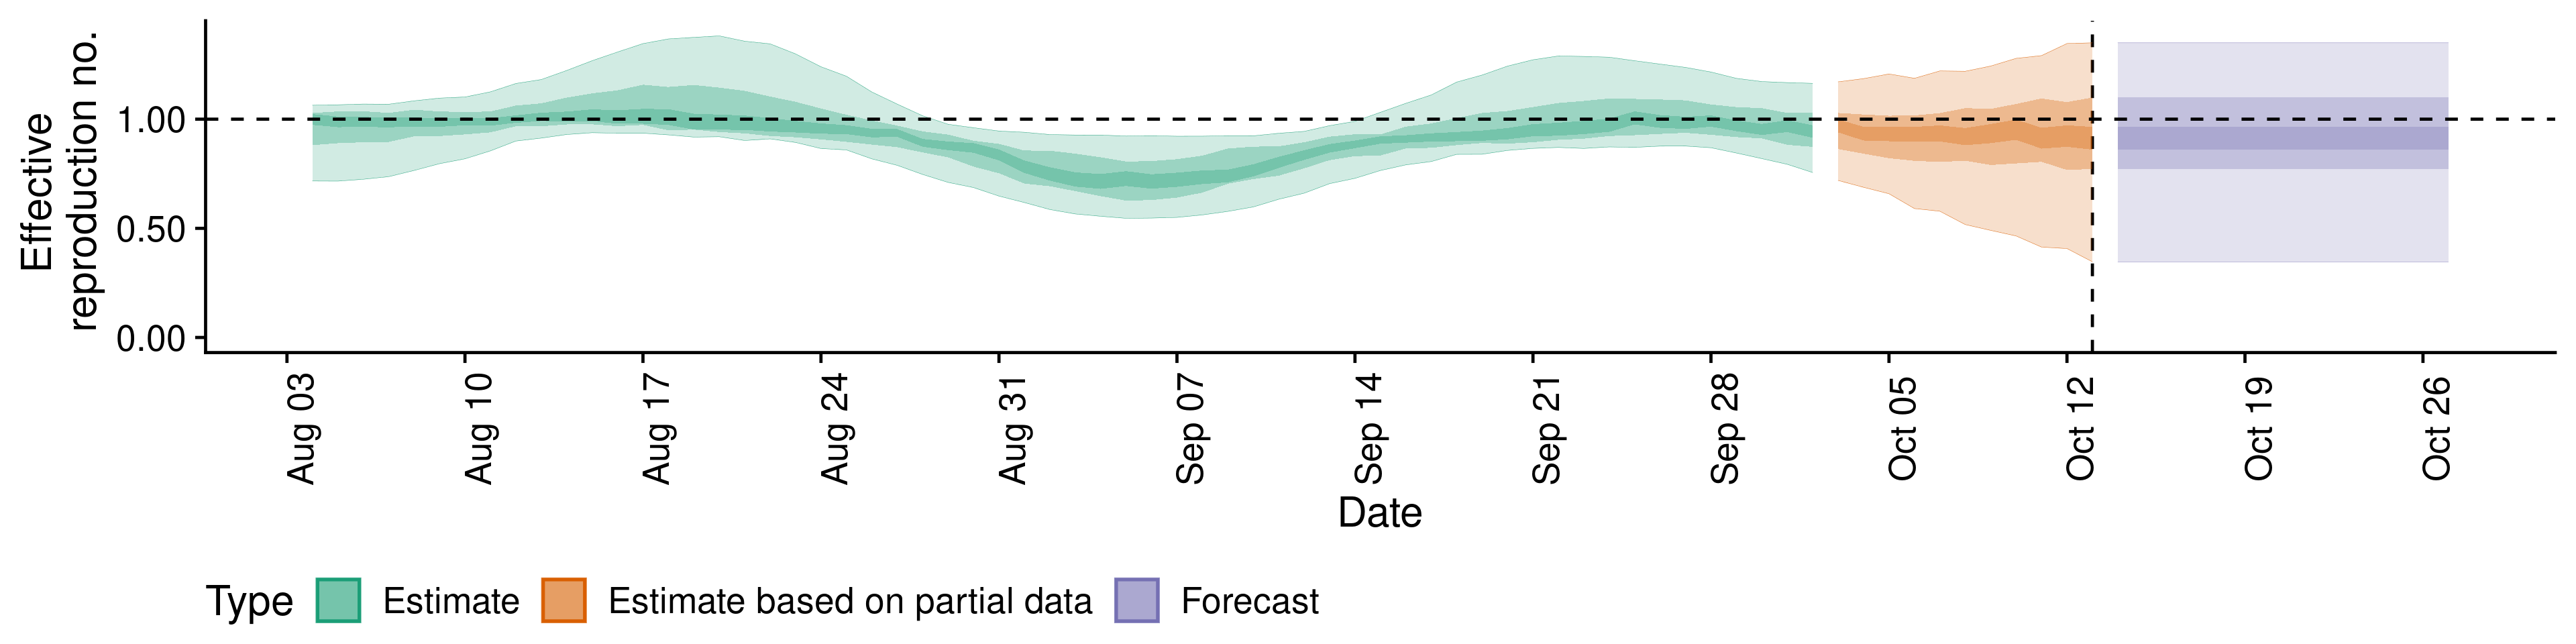 Effective
reproduction no.
1.00
0.50
0.00
Aug 03
Aug 10
Aug 17
Aug 24
Aug 31
Sep 07
Sep 14
Sep 21
Sep 28
Oct 05
Oct 12
Oct 19
Oct 26
Date
Type Estimate Estimate based on partial data Forecast